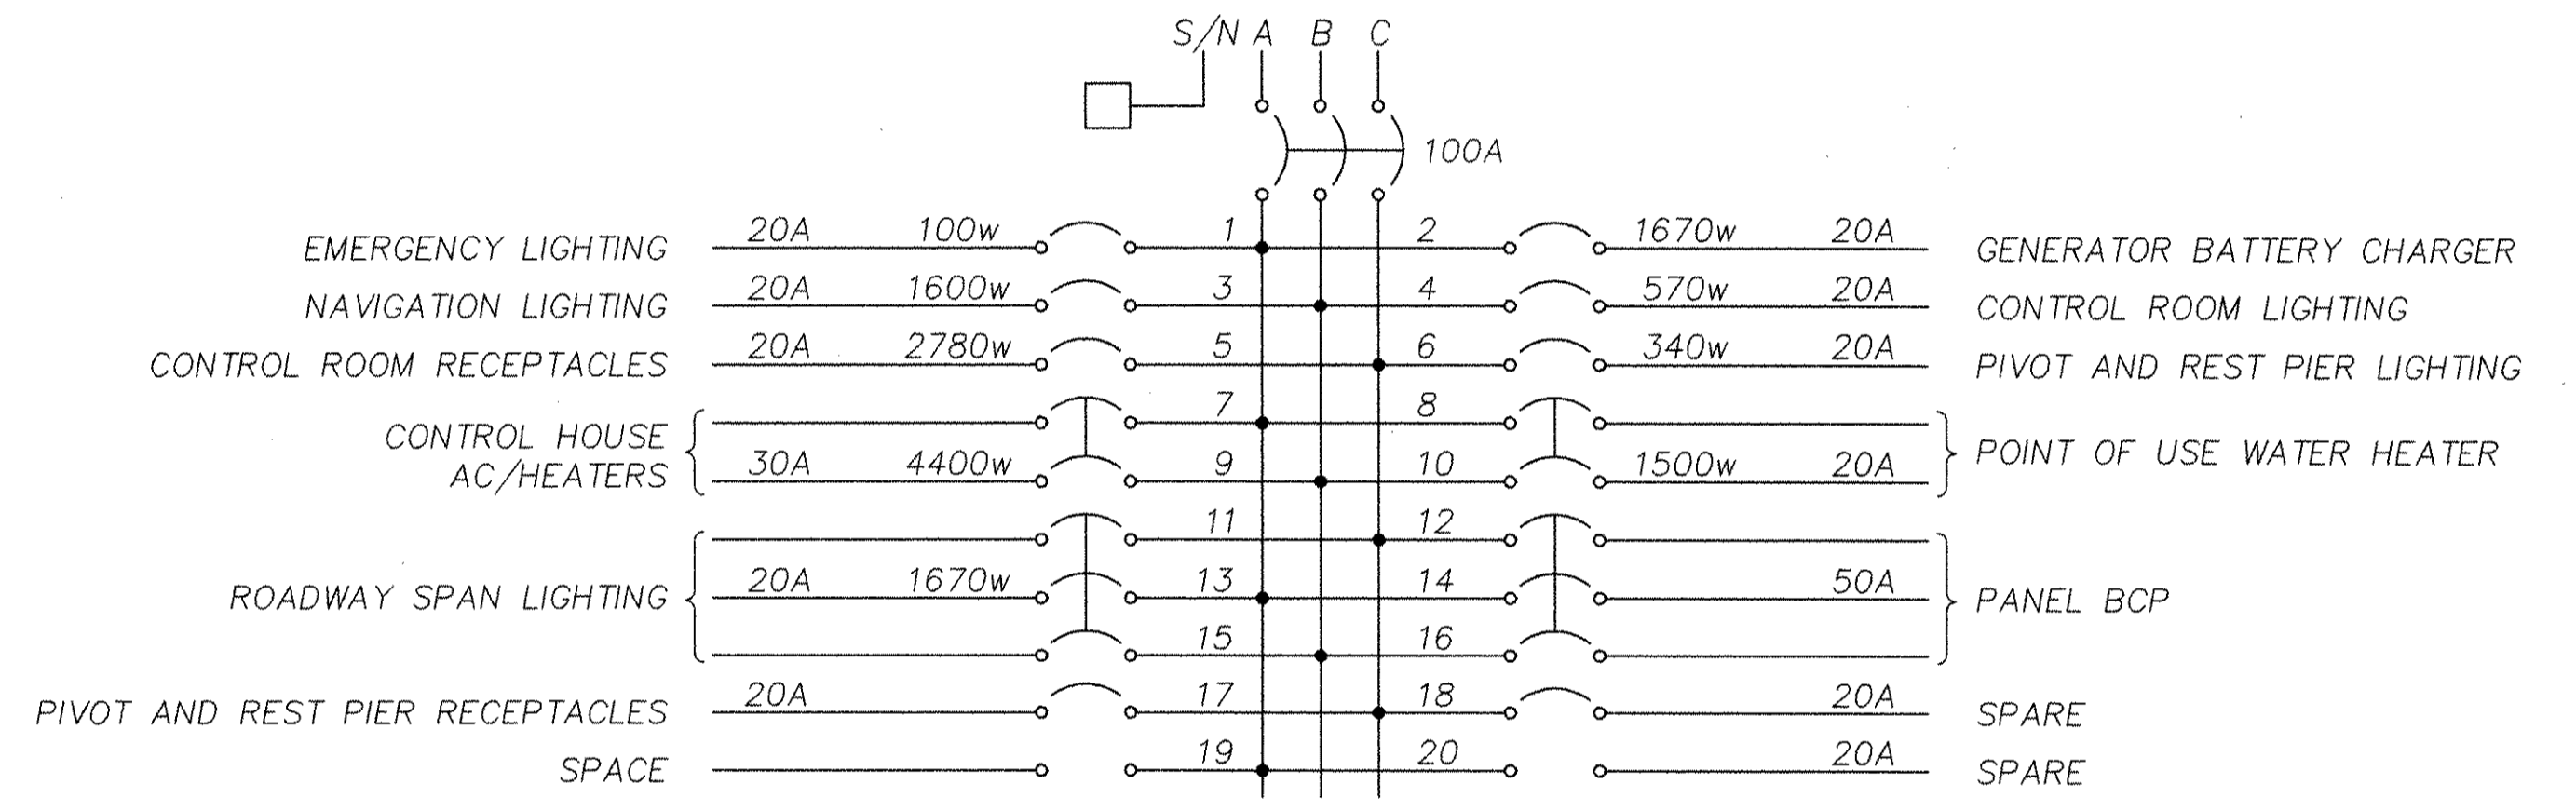 S/N A B C
100A
EMERGENCY LIGHTING 20A 100w 1 2 1670w 20A GENERATOR BATTERY CHARGER
NAVIGATION LIGHTING 20A 1600w 3 4 570w 20A CONTROL ROOM LIGHTING
CONTROL ROOM RECEPTACLES 20A 2780w 5 6 340w 20A PIVOT AND REST PIER LIGHTING
7 8
CONTROL HOUSE
AC/HEATERS 30A 4400w 9 10 1500w 20A POINT OF USE WATER HEATER
11 12
ROADWAY SPAN LIGHTING 20A 1670w 13 14 50A PANEL BCP
15 16
PIVOT AND REST PIER RECEPTACLES 20A 17 18 20A SPARE
SPACE 19 20 20A SPARE